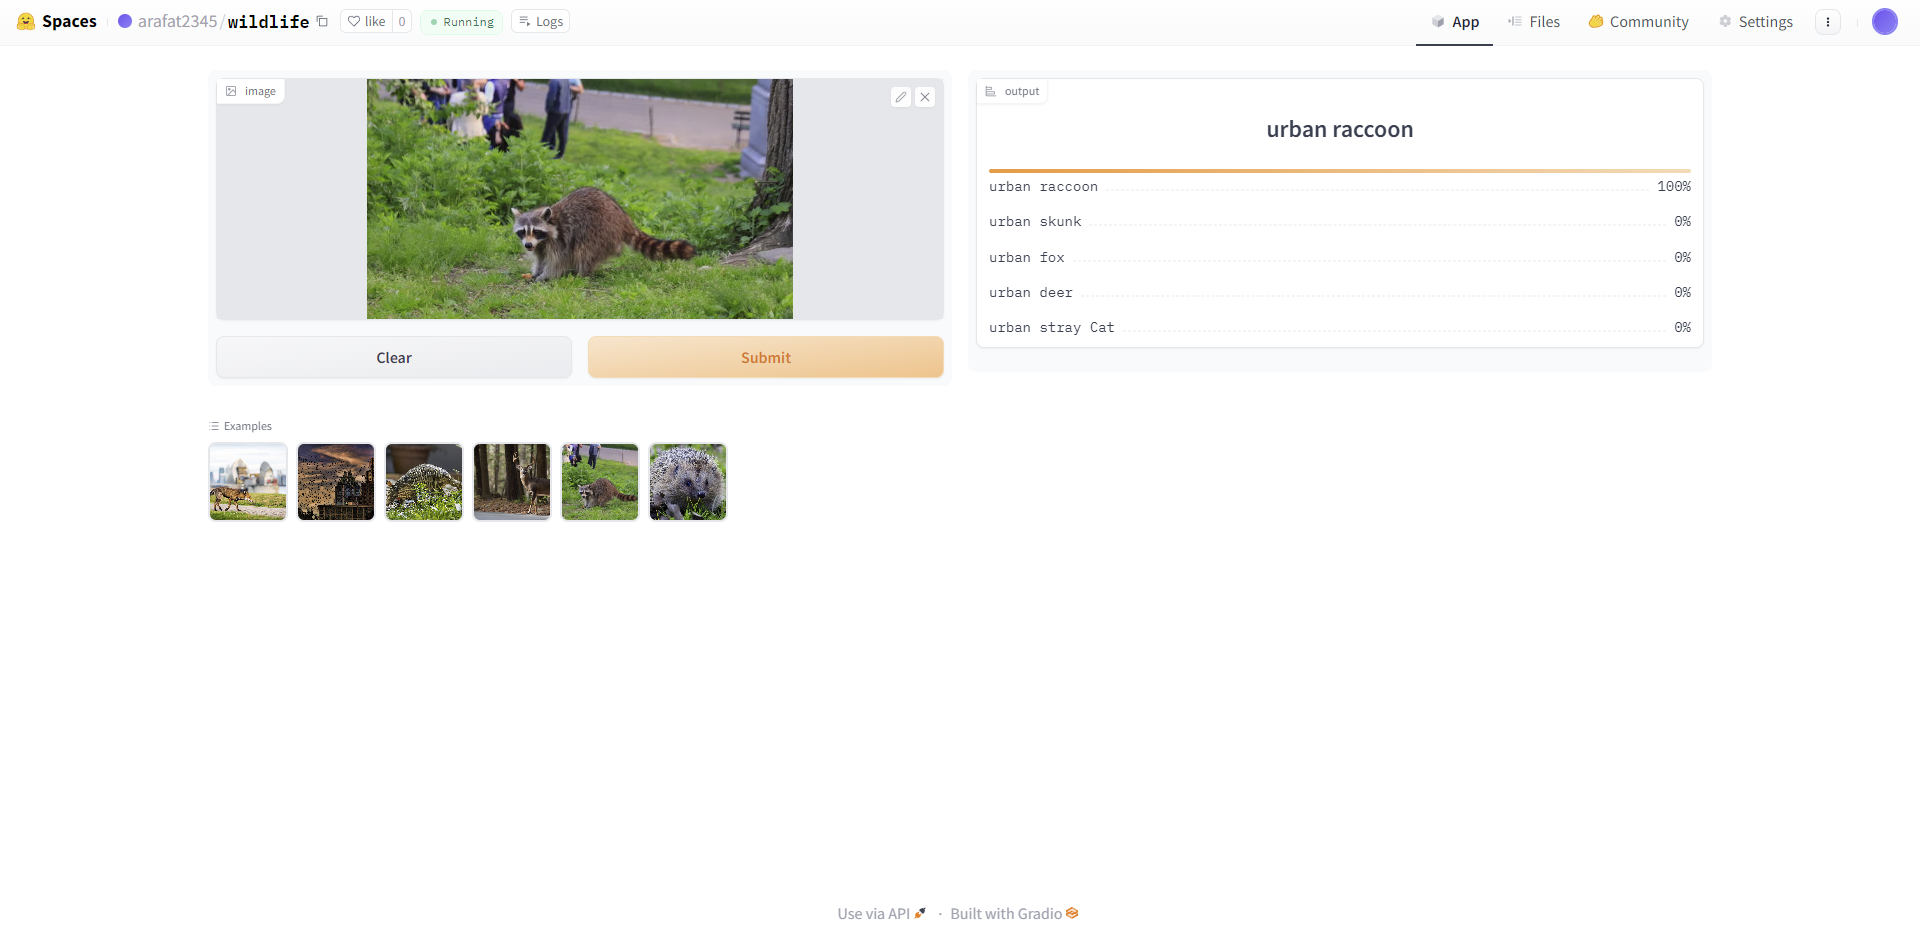 Spaces arafat2345/wildlife like 0 Running Logs App Files Community Settings
image
Clear Submit
output
urban raccoon
urban raccoon 100%
urban skunk 0%
urban fox 0%
urban deer 0%
urban stray Cat 0%
Examples
Use via API · Built with Gradio